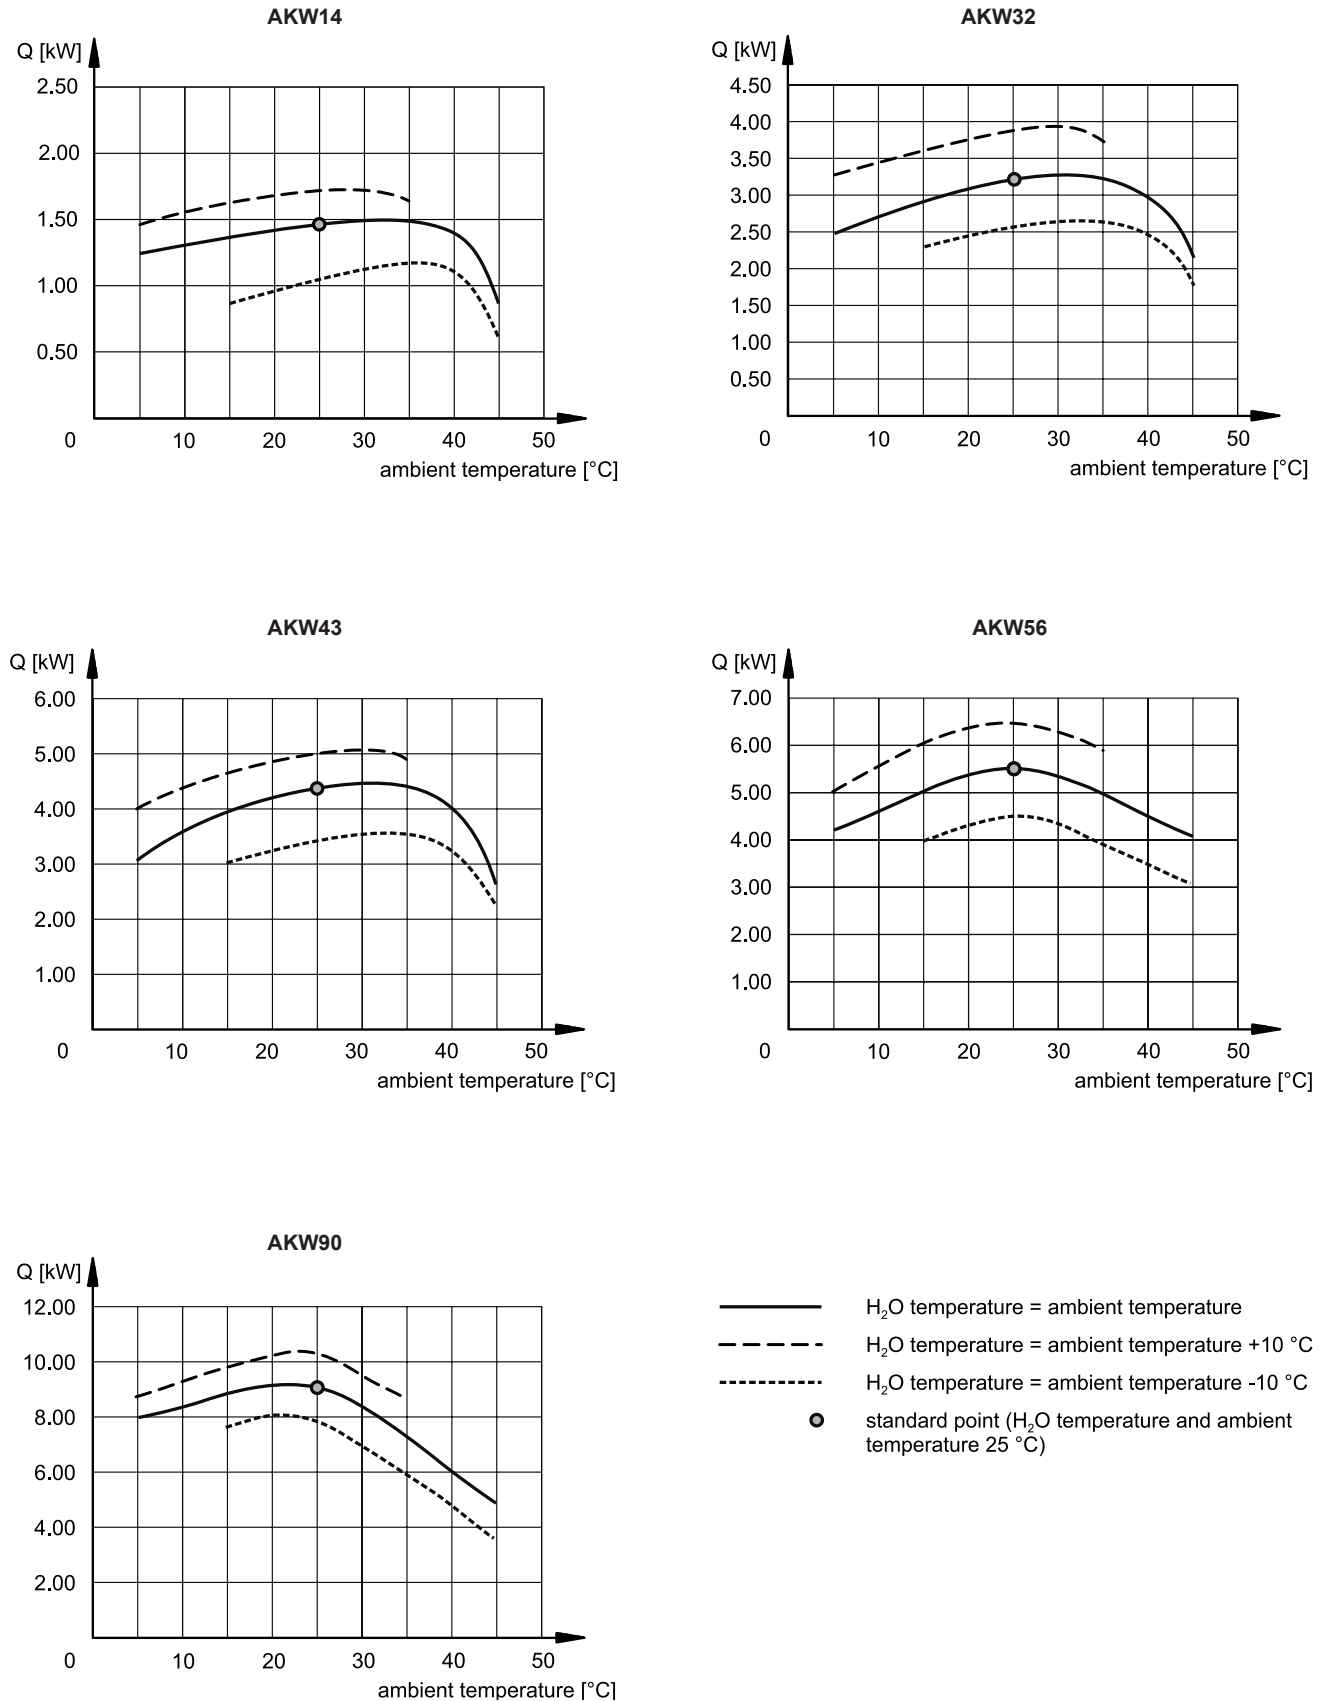 AKW14
Q [kW]
2.50
2.00
1.50
1.00
0.50
0 10 20 30 40 50
ambient temperature [°C]
AKW32
Q [kW]
4.50
4.00
3.50
3.00
2.50
2.00
1.50
1.00
0.50
0 10 20 30 40 50
ambient temperature [°C]
AKW43
Q [kW]
6.00
5.00
4.00
3.00
2.00
1.00
0 10 20 30 40 50
ambient temperature [°C]
AKW56
Q [kW]
7.00
6.00
5.00
4.00
3.00
2.00
1.00
0 10 20 30 40 50
ambient temperature [°C]
AKW90
Q [kW]
12.00
10.00
8.00
6.00
4.00
2.00
0 10 20 30 40 50
ambient temperature [°C]
H₂O temperature = ambient temperature
H₂O temperature = ambient temperature +10 °C
H₂O temperature = ambient temperature -10 °C
standard point (H₂O temperature and ambient
temperature 25 °C)